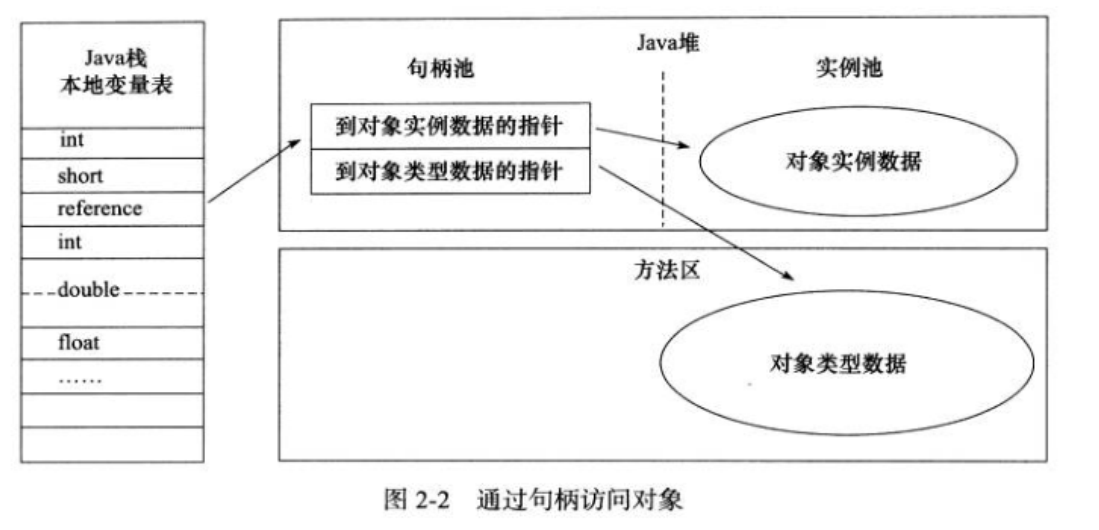 Java栈
本地变量表
int
short
reference
int
double
float
……
Java堆
句柄池
实例池
到对象实例数据的指针
到对象类型数据的指针
对象实例数据
方法区
对象类型数据
图 2-2 通过句柄访问对象